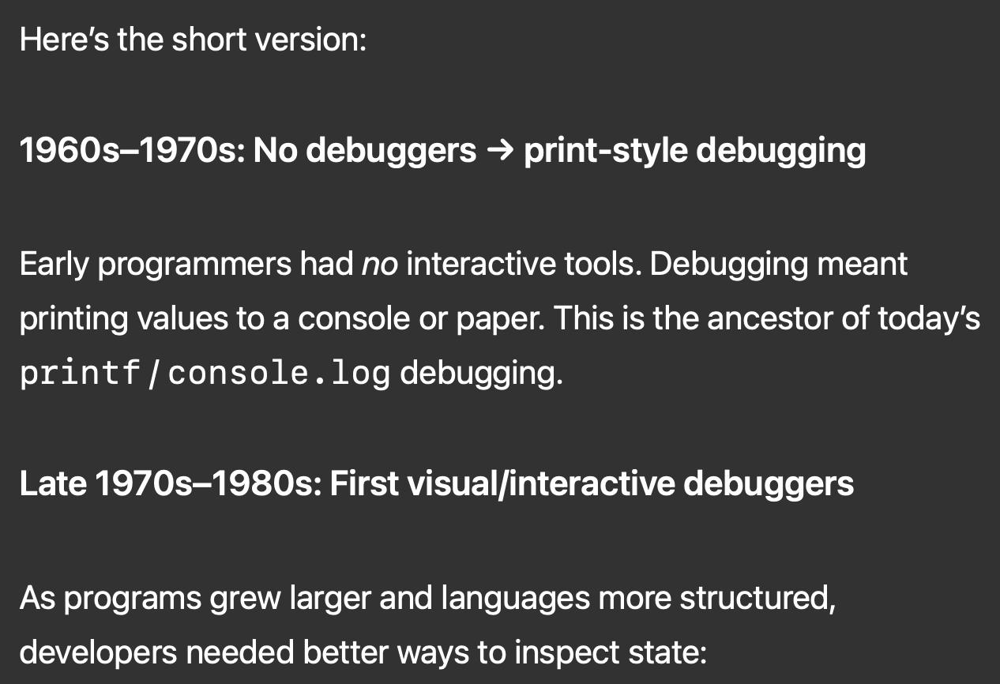 Here’s the short version:
1960s–1970s: No debuggers → print-style debugging
Early programmers had no interactive tools. Debugging meant
printing values to a console or paper. This is the ancestor of today’s
printf / console.log debugging.
Late 1970s–1980s: First visual/interactive debuggers
As programs grew larger and languages more structured,
developers needed better ways to inspect state: